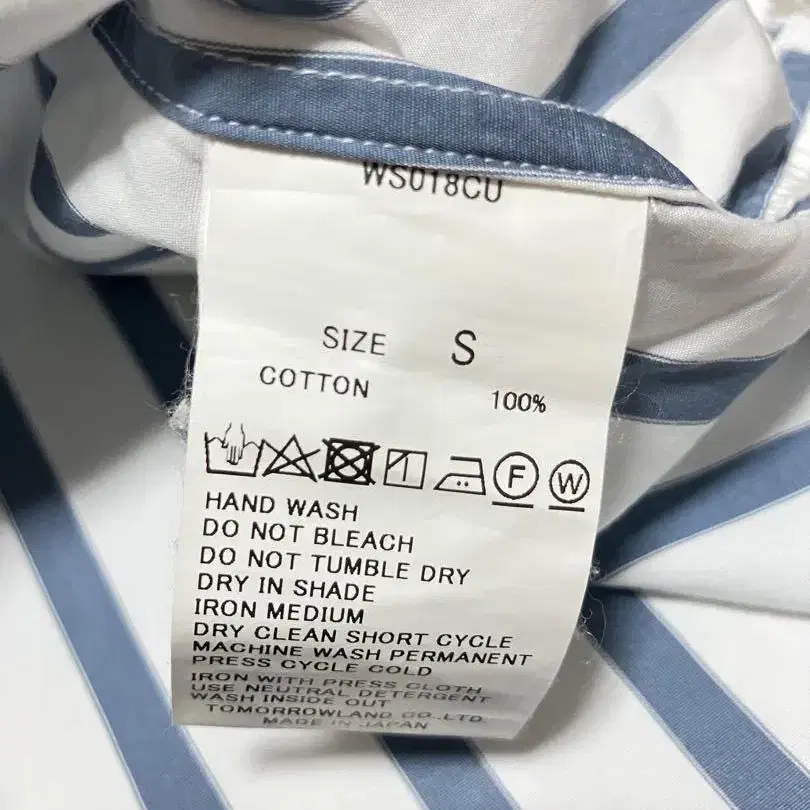 WS018CU
SIZE S
COTTON 100%
F W
HAND WASH
DO NOT BLEACH
DO NOT TUMBLE DRY
DRY IN SHADE
IRON MEDIUM
DRY CLEAN SHORT CYCLE
MACHINE WASH PERMANENT
PRESS CYCLE COLD
IRON WITH PRESS CLOTH
USE NEUTRAL DETERGENT
WASH INSIDE OUT
TOMORROWLAND CO.,LTD.
MADE IN JAPAN